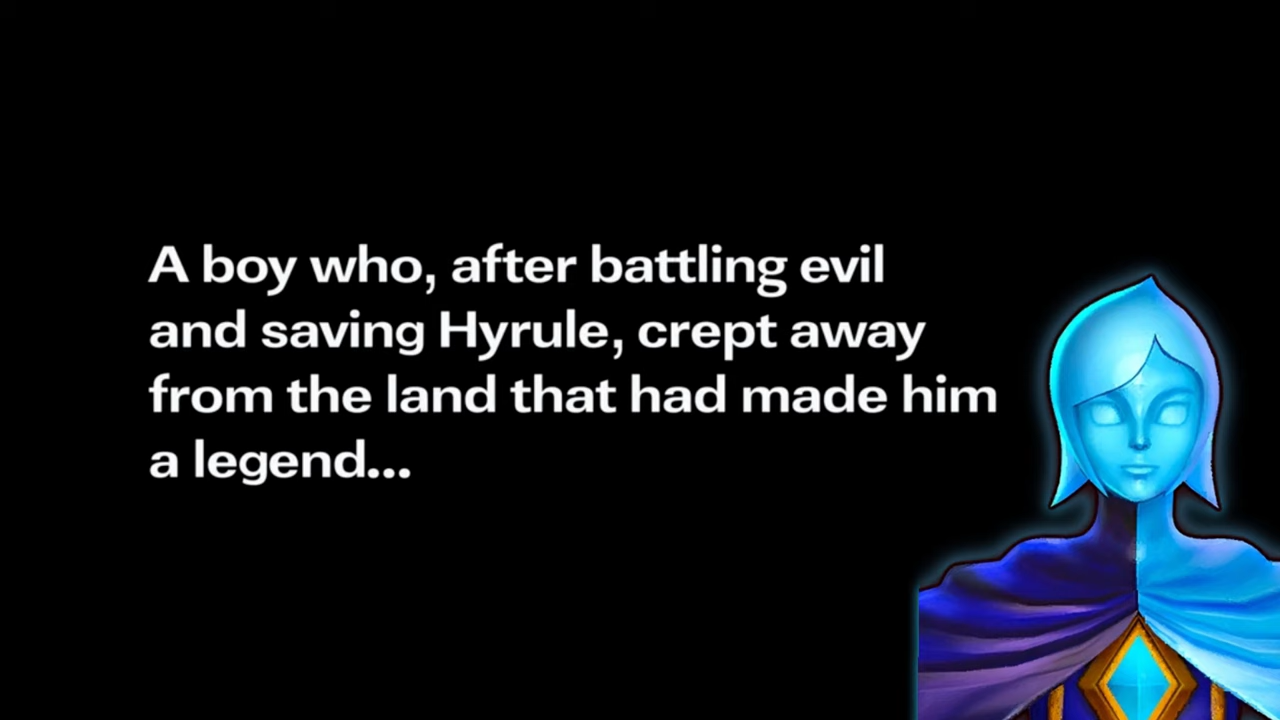 A boy who, after battling evil
and saving Hyrule, crept away
from the land that had made him
a legend...